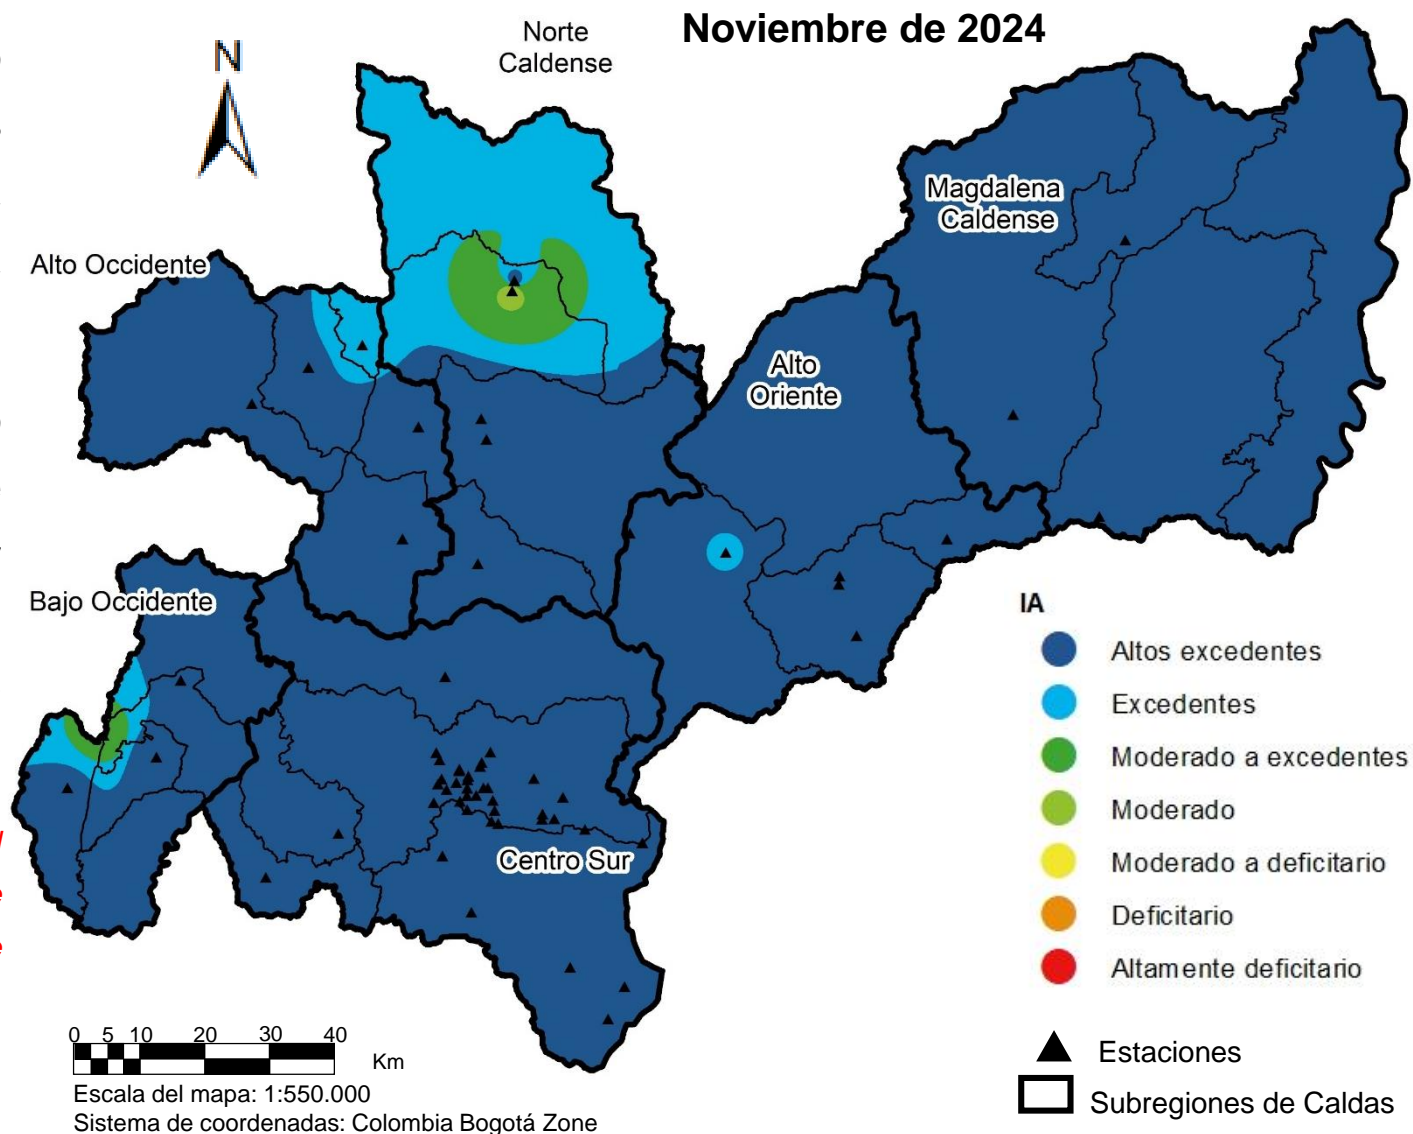 Noviembre de 2024
N
Norte
Caldense
Magdalena
Caldense
Alto Occidente
Alto
Oriente
Bajo Occidente
Centro Sur
IA
Altos excedentes
Excedentes
Moderado a excedentes
Moderado
Moderado a deficitario
Deficitario
Altamente deficitario
Estaciones
Subregiones de Caldas
0 5 10 20 30 40
Km
Escala del mapa: 1:550.000
Sistema de coordenadas: Colombia Bogotá Zone